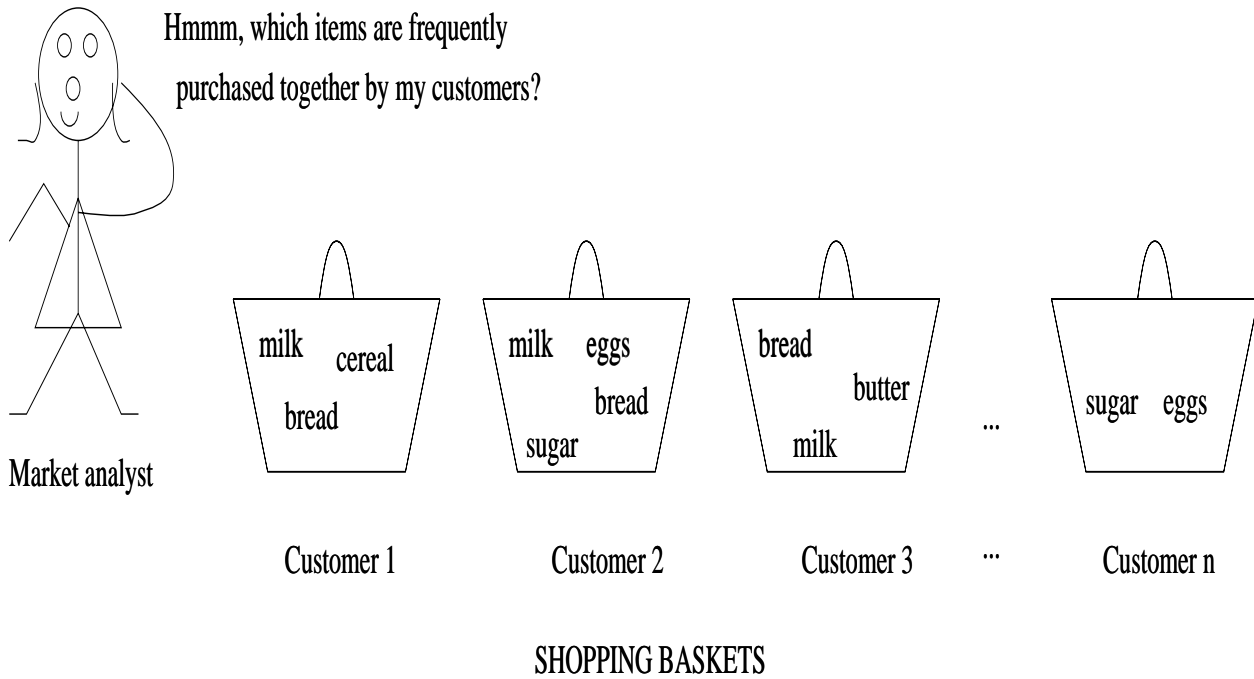 Hmmm, which items are frequently
purchased together by my customers?
milk
cereal
bread
milk eggs
bread
sugar
bread
butter
milk
...
sugar eggs
Market analyst
Customer 1 Customer 2 Customer 3 ... Customer n
SHOPPING BASKETS